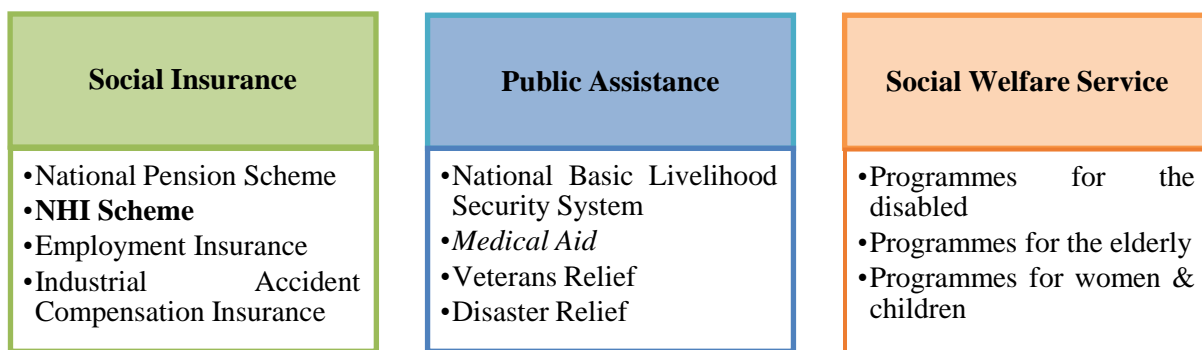 Social Insurance
•National Pension Scheme
•NHI Scheme
•Employment Insurance
•Industrial Accident
Compensation Insurance
Public Assistance
•National Basic Livelihood
Security System
•Medical Aid
•Veterans Relief
•Disaster Relief
Social Welfare Service
•Programmes for the
disabled
•Programmes for the elderly
•Programmes for women &
children